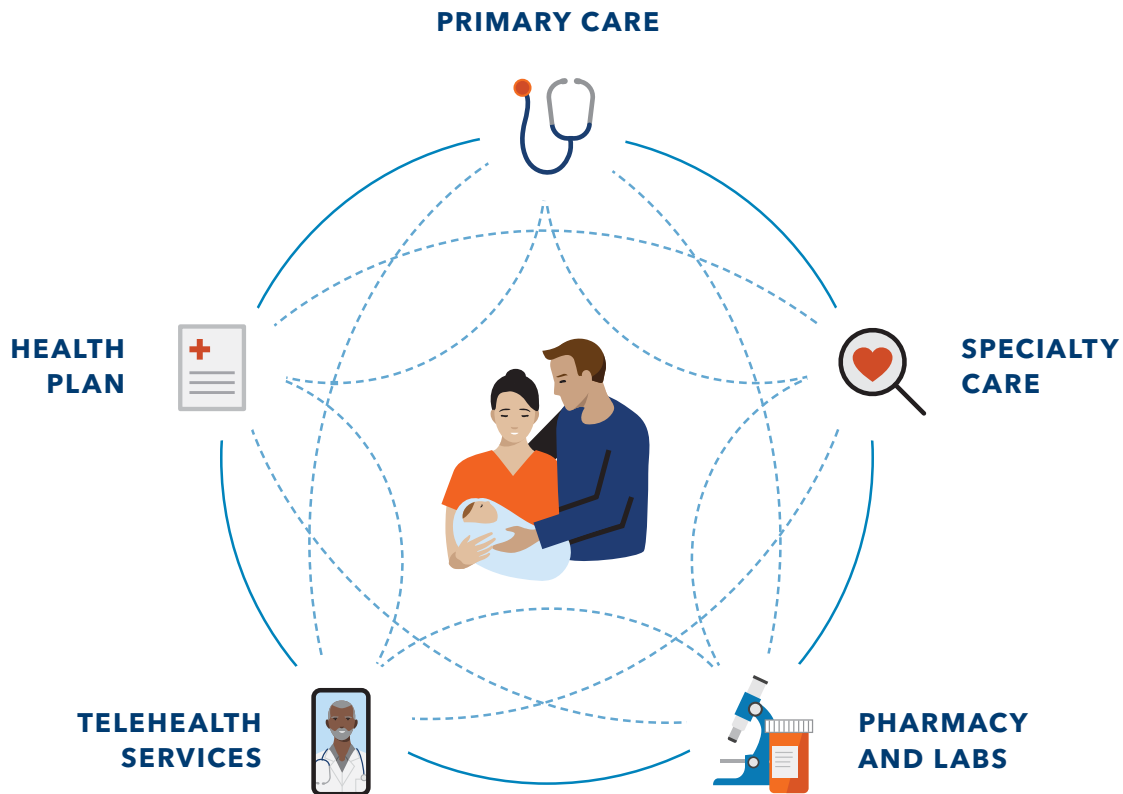 PRIMARY CARE
HEALTH
PLAN
SPECIALTY
CARE
TELEHEALTH
SERVICES
PHARMACY
AND LABS